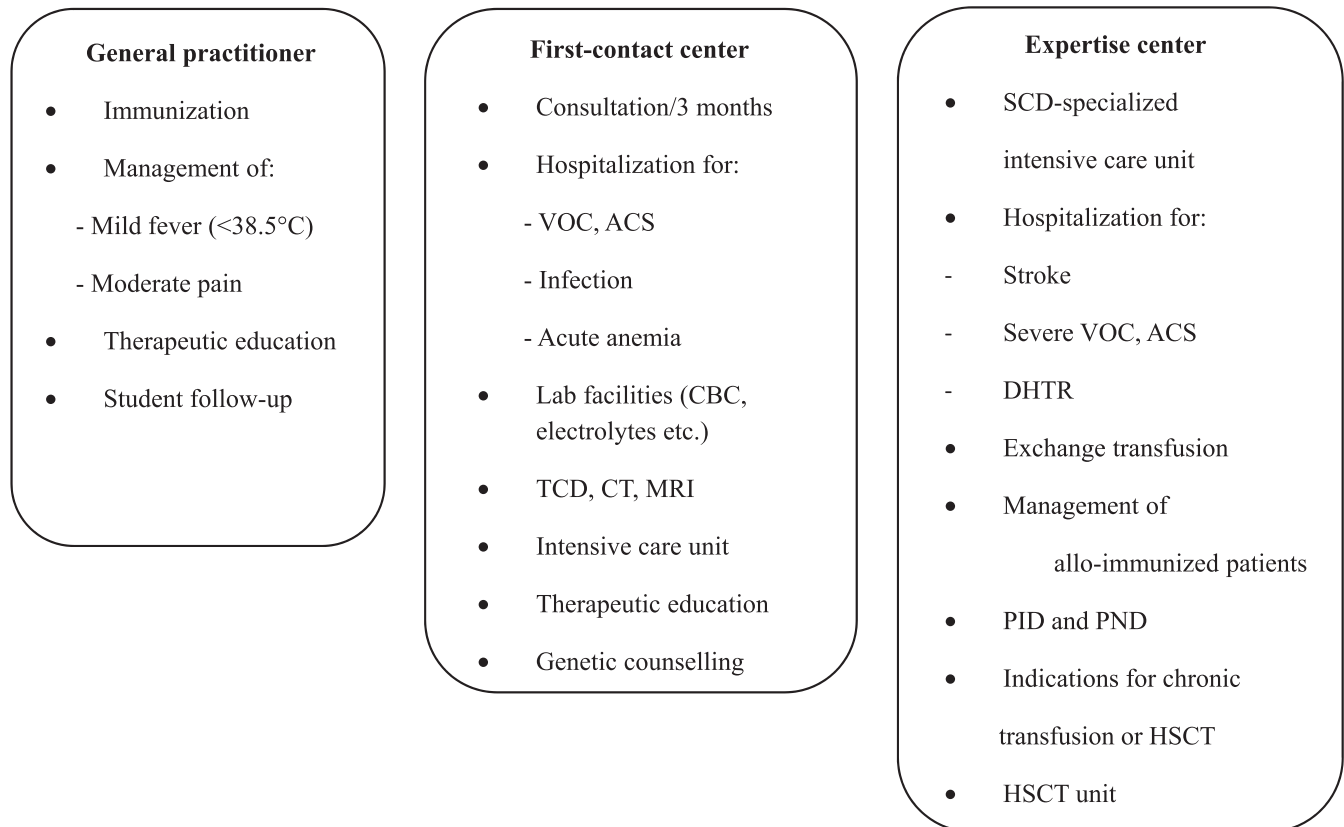 General practitioner
• Immunization
• Management of:
- Mild fever (<38.5°C)
- Moderate pain
• Therapeutic education
• Student follow-up
First-contact center
• Consultation/3 months
• Hospitalization for:
- VOC, ACS
- Infection
- Acute anemia
• Lab facilities (CBC,
electrolytes etc.)
• TCD, CT, MRI
• Intensive care unit
• Therapeutic education
• Genetic counselling
Expertise center
• SCD-specialized
intensive care unit
• Hospitalization for:
- Stroke
- Severe VOC, ACS
- DHTR
• Exchange transfusion
• Management of
allo-immunized patients
• PID and PND
• Indications for chronic
transfusion or HSCT
• HSCT unit